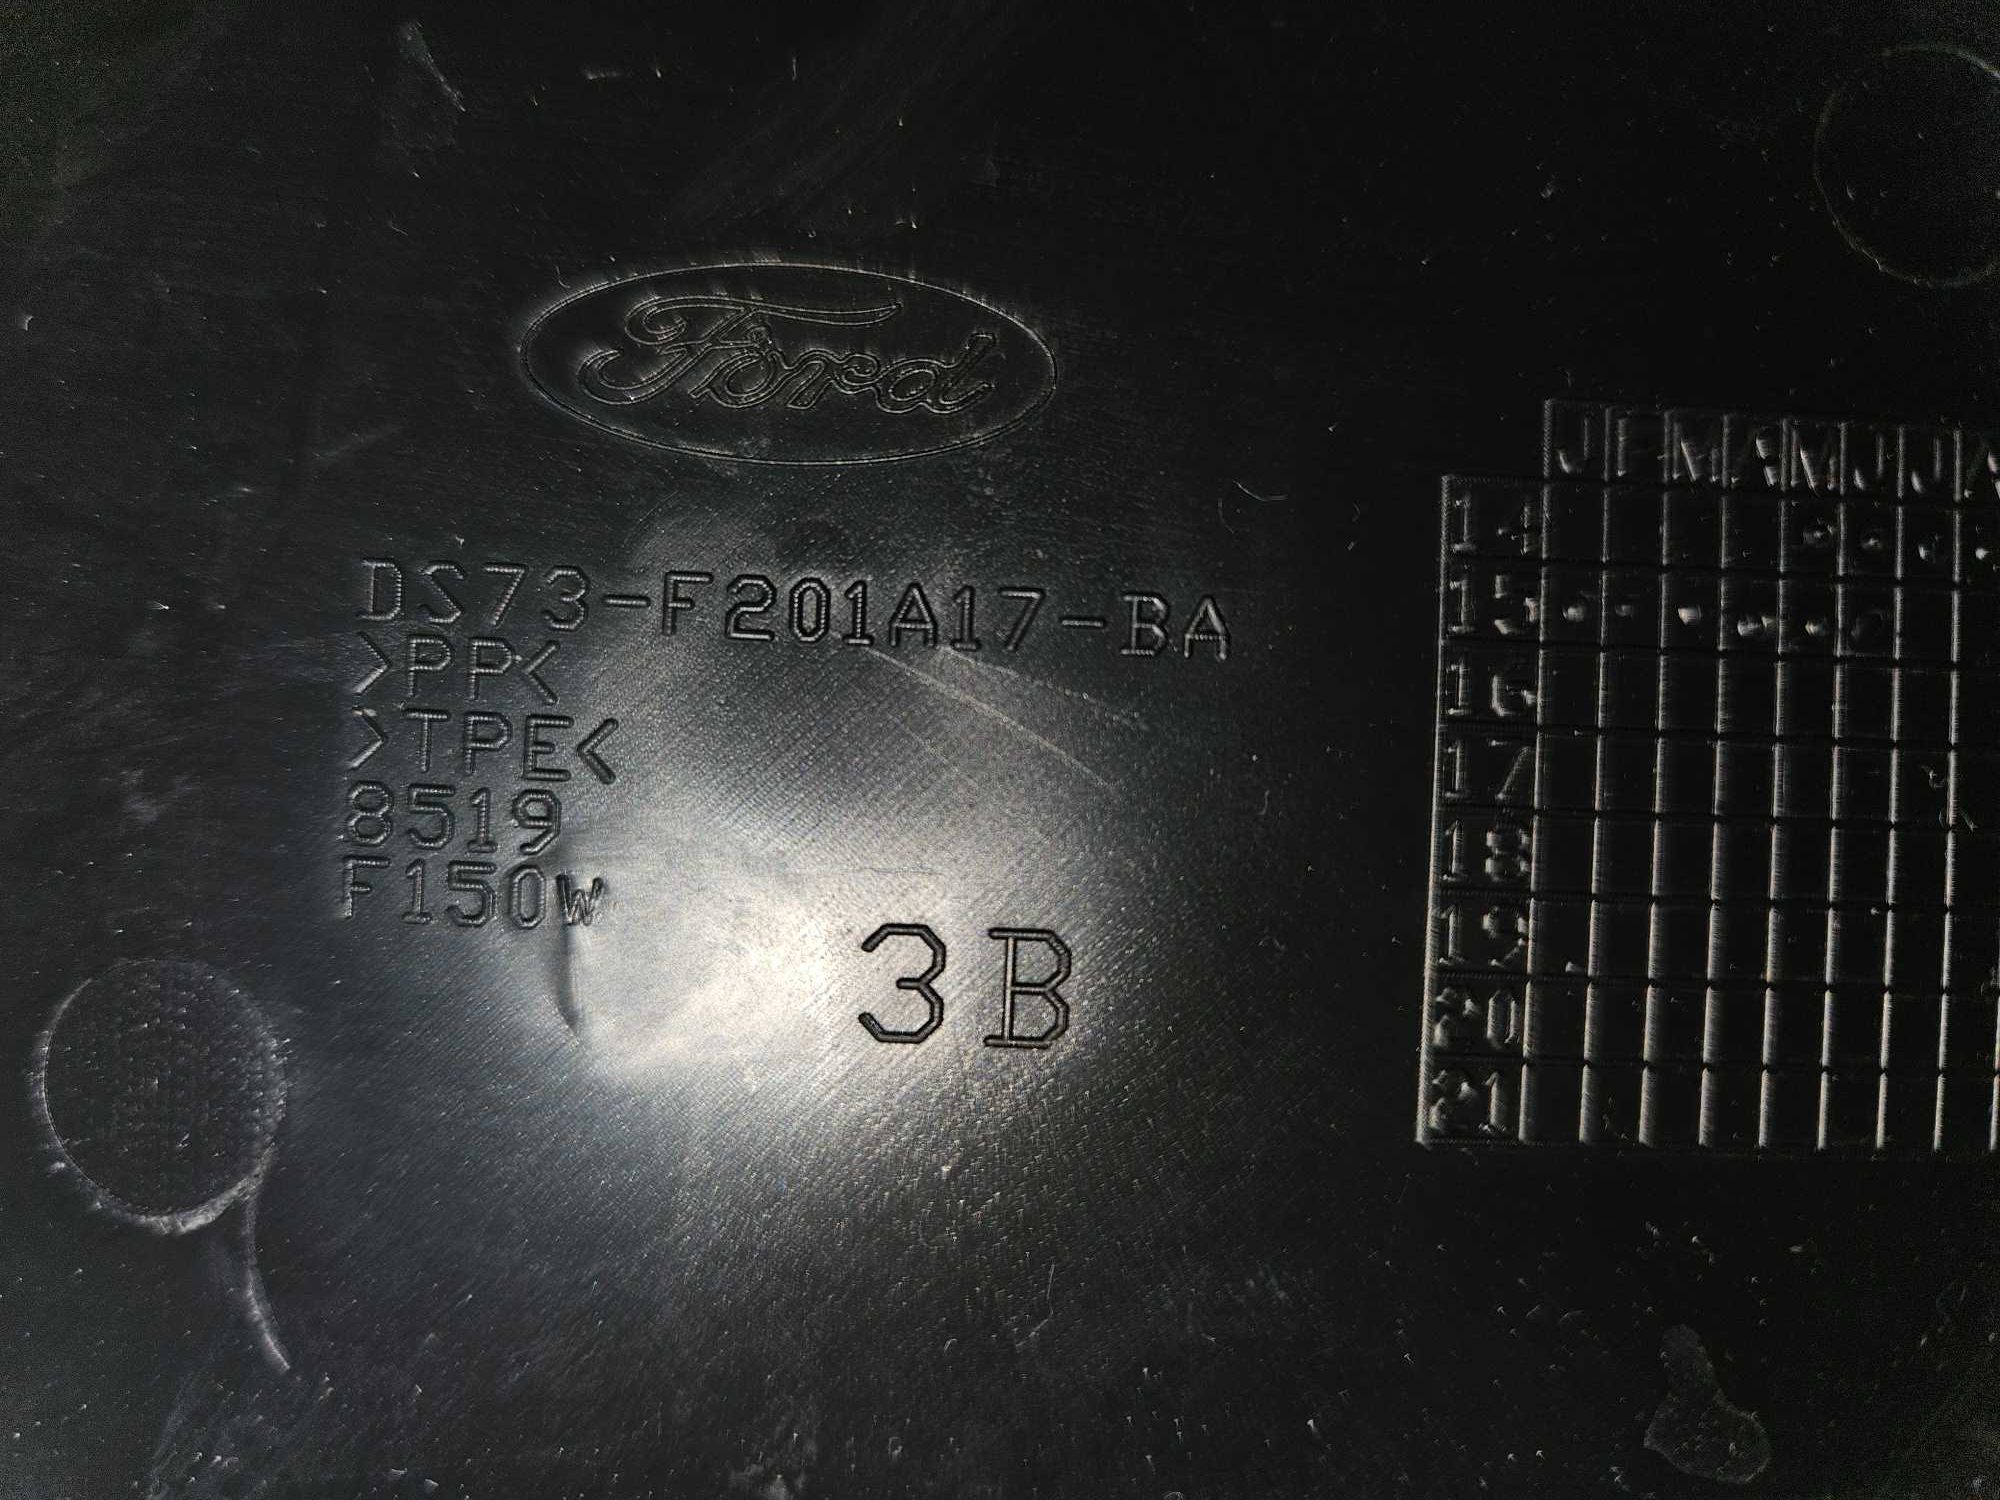 Ford
DS73-F201A17-BA
>PP<
>TPE<
8519
F150W
3B
J F M A M J J A
14
15
16
17
18
19
20
21